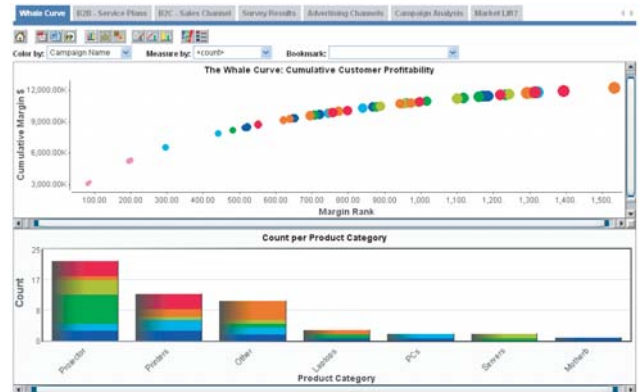 Whale Curve B2B - Service Plans B2C - Sales Channel Survey Results Advertising Channels Campaign Analysis Market Lift?
Color by: Campaign Name Measure by: <count> Bookmark:
The Whale Curve: Cumulative Customer Profitability
Cumulative Margin $
12,000.00K
9,000.00K
6,000.00K
3,000.00K
100.00 200.00 300.00 400.00 500.00 600.00 700.00 800.00 900.00 1,000 1,100 1,200 1,300 1,400 1,500.
Margin Rank
Count per Product Category
Count
25
17
8
0
Projector Printers Other Laptops PCs Servers Motherb
Product Category